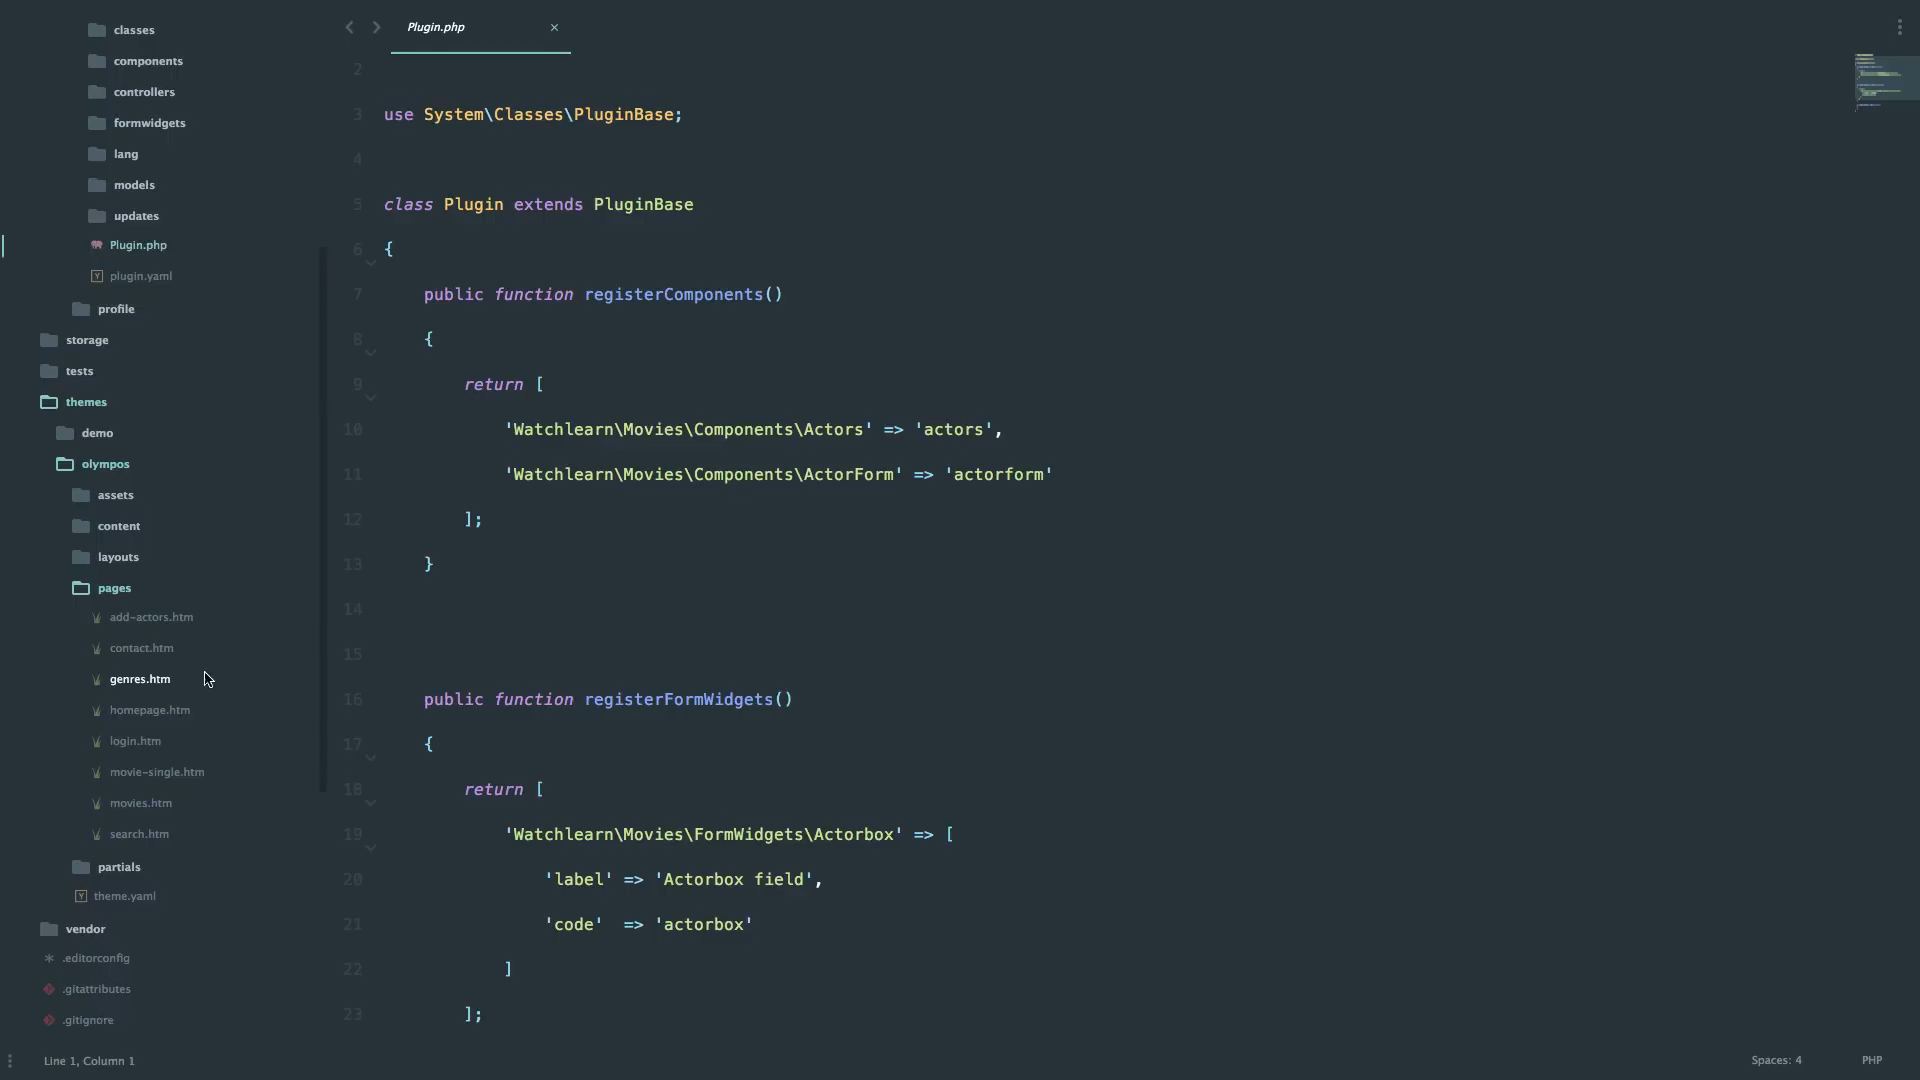 classes
components
controllers
formwidgets
lang
models
updates
Plugin.php
plugin.yaml
profile
storage
tests
themes
demo
olympos
assets
content
layouts
pages
add-actors.htm
contact.htm
genres.htm
homepage.htm
login.htm
movie-single.htm
movies.htm
search.htm
partials
theme.yaml
vendor
.editorconfig
.gitattributes
.gitignore
Plugin.php ×
2
3 use System\Classes\PluginBase;
4
5 class Plugin extends PluginBase
6 {
7     public function registerComponents()
8     {
9         return [
10             'Watchlearn\Movies\Components\Actors' => 'actors',
11             'Watchlearn\Movies\Components\ActorForm' => 'actorform'
12         ];
13     }
14
15
16     public function registerFormWidgets()
17     {
18         return [
19             'Watchlearn\Movies\FormWidgets\Actorbox' => [
20                 'label' => 'Actorbox field',
21                 'code'  => 'actorbox'
22             ]
23         ];
Line 1, Column 1
Spaces: 4
PHP